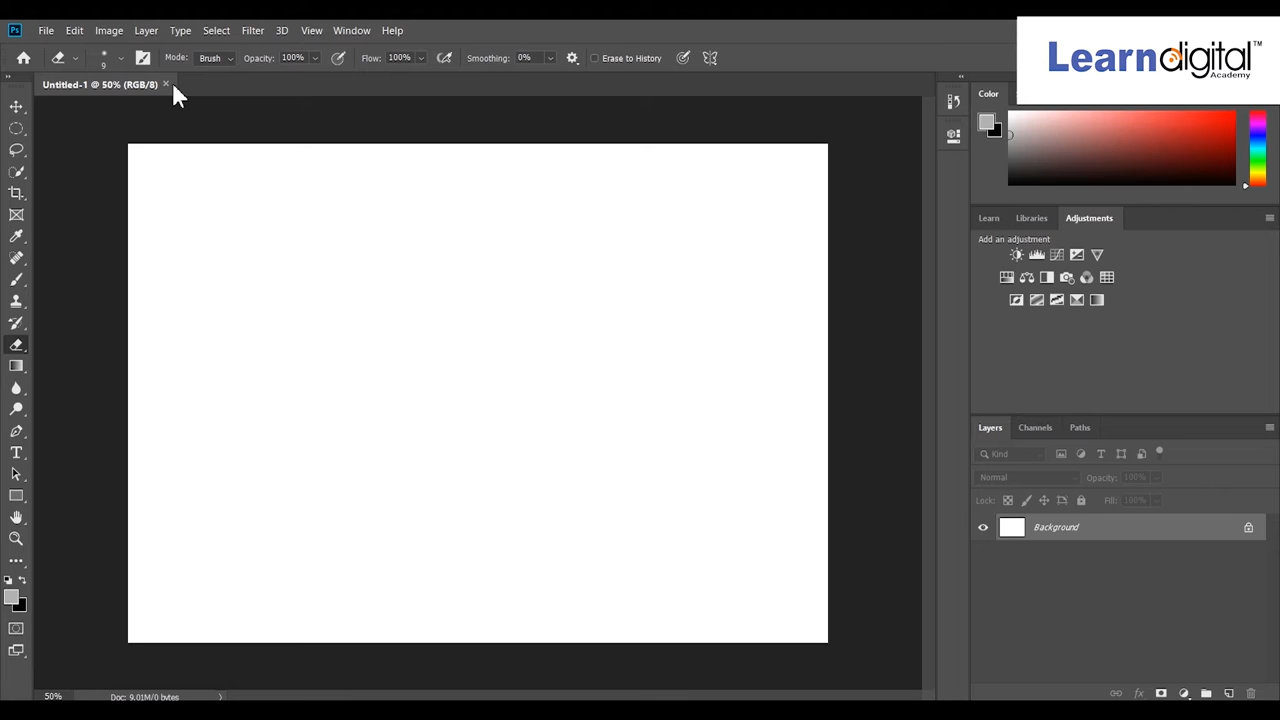 Ps File Edit Image Layer Type Select Filter 3D View Window Help
Learndigital
Academy
9 Mode: Brush Opacity: 100% Flow: 100% Smoothing: 0% Erase to History
Untitled-1 @ 50% (RGB/8) ×
Color
Learn Libraries Adjustments
Add an adjustment
Layers Channels Paths
Kind
Normal Opacity: 100%
Lock: Fill: 100%
Background
50% Doc: 9.01M/0 bytes